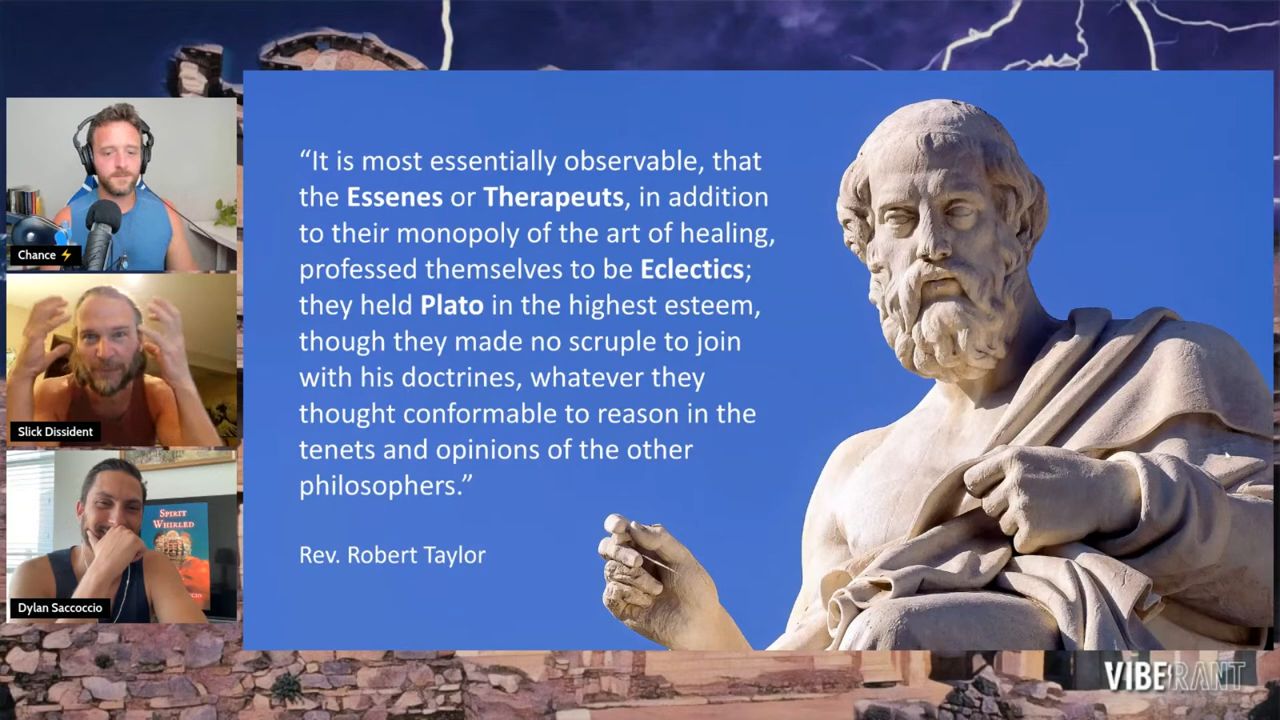 Chance ⚡
Slick Dissident
SPIRIT
WHIRLED
Dylan Saccoccio
“It is most essentially observable, that
the Essenes or Therapeuts, in addition
to their monopoly of the art of healing,
professed themselves to be Eclectics;
they held Plato in the highest esteem,
though they made no scruple to join
with his doctrines, whatever they
thought conformable to reason in the
tenets and opinions of the other
philosophers.”
Rev. Robert Taylor
VIBERANT